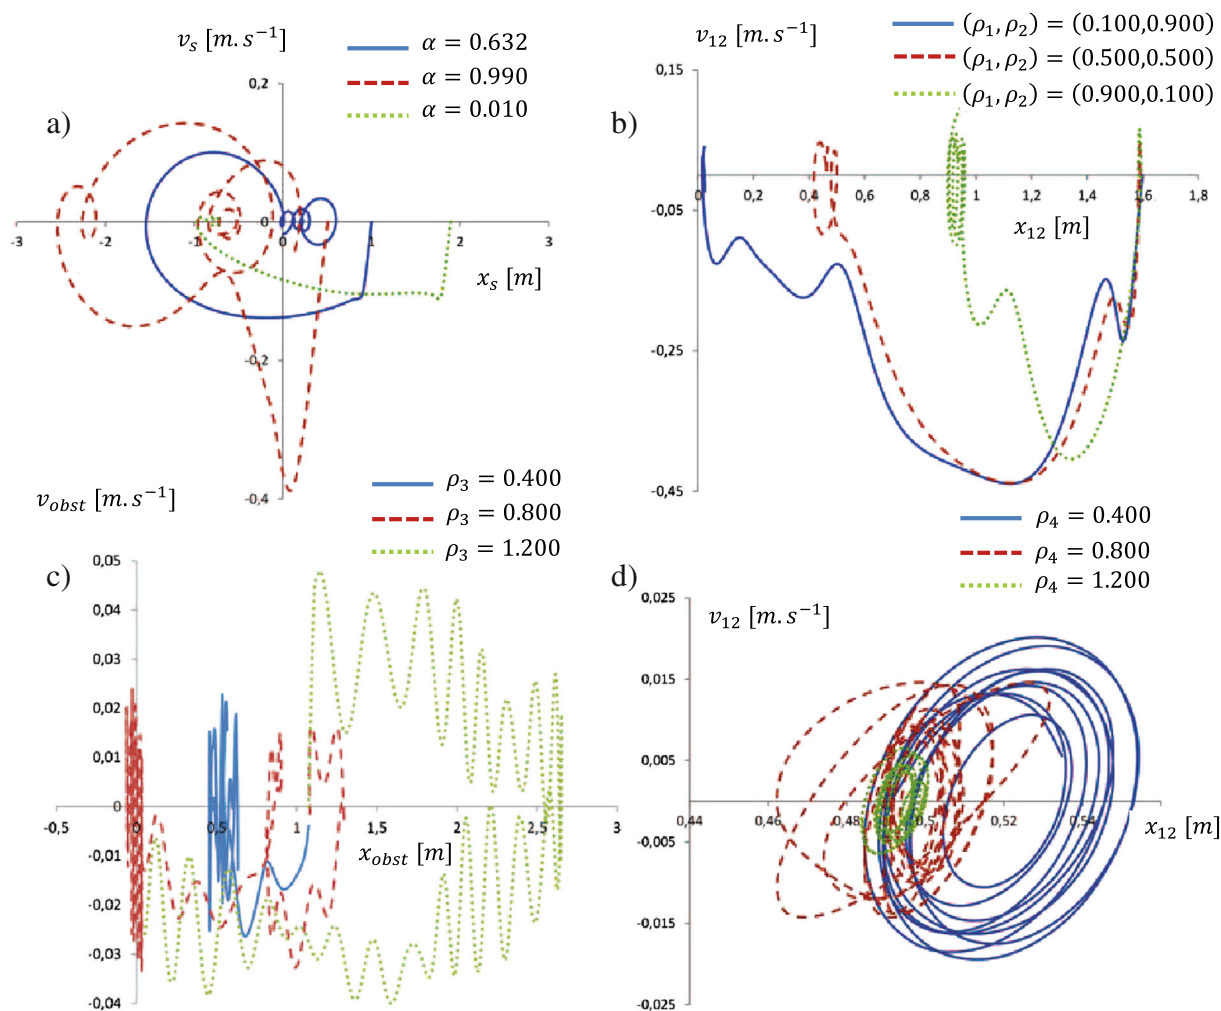 a)
v_s [m.s⁻¹]
α = 0.632
α = 0.990
α = 0.010
0,2
0
-0,2
-0,4
-3
-2
-1
0
1
2
3
x_s [m]
b)
v₁₂ [m.s⁻¹]
(ρ₁, ρ₂) = (0.100,0.900)
(ρ₁, ρ₂) = (0.500,0.500)
(ρ₁, ρ₂) = (0.900,0.100)
0,15
-0,05
-0,25
-0,45
0
0,2
0,4
0,6
0,8
1
1,2
1,4
1,6
1,8
x₁₂ [m]
c)
v_obst [m.s⁻¹]
ρ₃ = 0.400
ρ₃ = 0.800
ρ₃ = 1.200
0,05
0,04
0,03
0,02
0,01
0
-0,01
-0,02
-0,03
-0,04
-0,5
0
0,5
1
1,5
2
2,5
3
x_obst [m]
d)
v₁₂ [m.s⁻¹]
ρ₄ = 0.400
ρ₄ = 0.800
ρ₄ = 1.200
0,025
0,015
0,005
-0,005
-0,015
-0,025
0,44
0,46
0,48
0,5
0,52
0,54
x₁₂ [m]